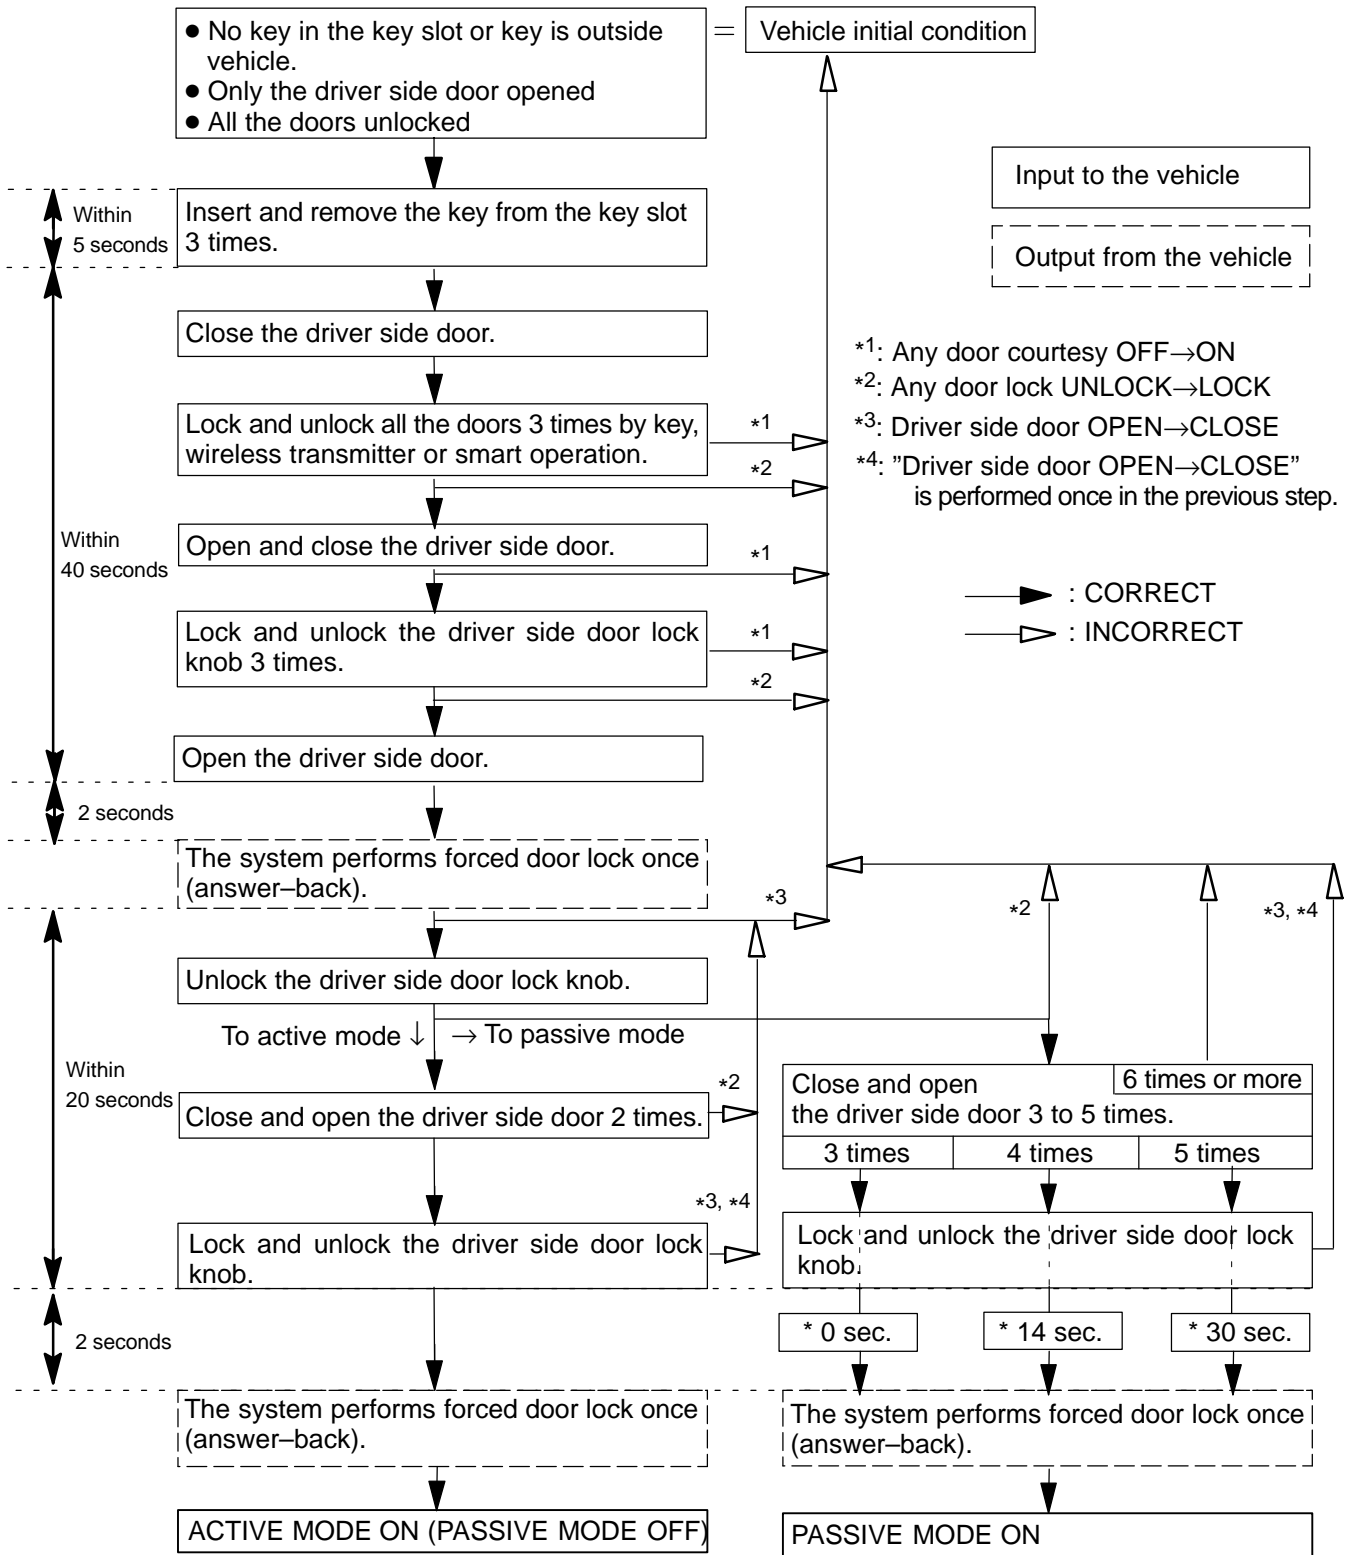 ● No key in the key slot or key is outside
vehicle.
● Only the driver side door opened
● All the doors unlocked
= Vehicle initial condition
Input to the vehicle
Output from the vehicle
Within
5 seconds
Insert and remove the key from the key slot
3 times.
Close the driver side door.
*1: Any door courtesy OFF→ON
*2: Any door lock UNLOCK→LOCK
*3: Driver side door OPEN→CLOSE
*4: ”Driver side door OPEN→CLOSE”
is performed once in the previous step.
Lock and unlock all the doors 3 times by key,
wireless transmitter or smart operation.
*1
*2
Within
40 seconds
Open and close the driver side door.
*1
: CORRECT
: INCORRECT
Lock and unlock the driver side door lock
knob 3 times.
*1
*2
Open the driver side door.
2 seconds
The system performs forced door lock once
(answer–back).
*3
*2
*3, *4
Unlock the driver side door lock knob.
To active mode ↓ → To passive mode
Within
20 seconds
Close and open the driver side door 2 times.
*2
Close and open
6 times or more
the driver side door 3 to 5 times.
3 times
4 times
5 times
*3, *4
Lock and unlock the driver side door lock
knob.
Lock and unlock the driver side door lock
knob.
2 seconds
* 0 sec.
* 14 sec.
* 30 sec.
The system performs forced door lock once
(answer–back).
The system performs forced door lock once
(answer–back).
ACTIVE MODE ON (PASSIVE MODE OFF)
PASSIVE MODE ON